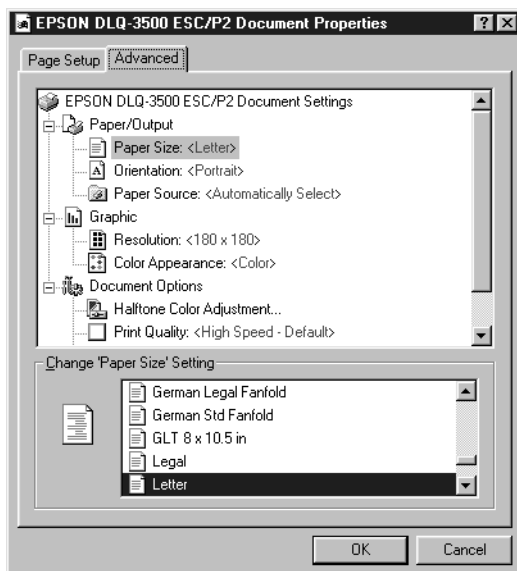 EPSON DLQ-3500 ESC/P2 Document Properties
Page Setup
Advanced
EPSON DLQ-3500 ESC/P2 Document Settings
Paper/Output
Paper Size: <Letter>
Orientation: <Portrait>
Paper Source: <Automatically Select>
Graphic
Resolution: <180 x 180>
Color Appearance: <Color>
Document Options
Halftone Color Adjustment...
Print Quality: <High Speed - Default>
Change 'Paper Size' Setting
German Legal Fanfold
German Std Fanfold
GLT 8 x 10.5 in
Legal
Letter
OK
Cancel